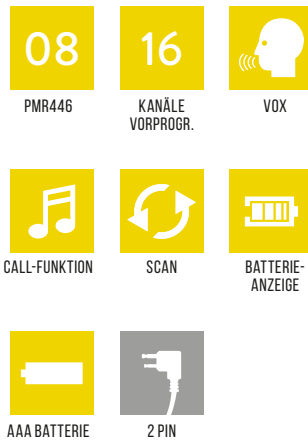 08
16
PMR446
KANÄLE
VORPROGR.
VOX
CALL-FUNKTION
SCAN
BATTERIE-
ANZEIGE
AAA BATTERIE
2 PIN